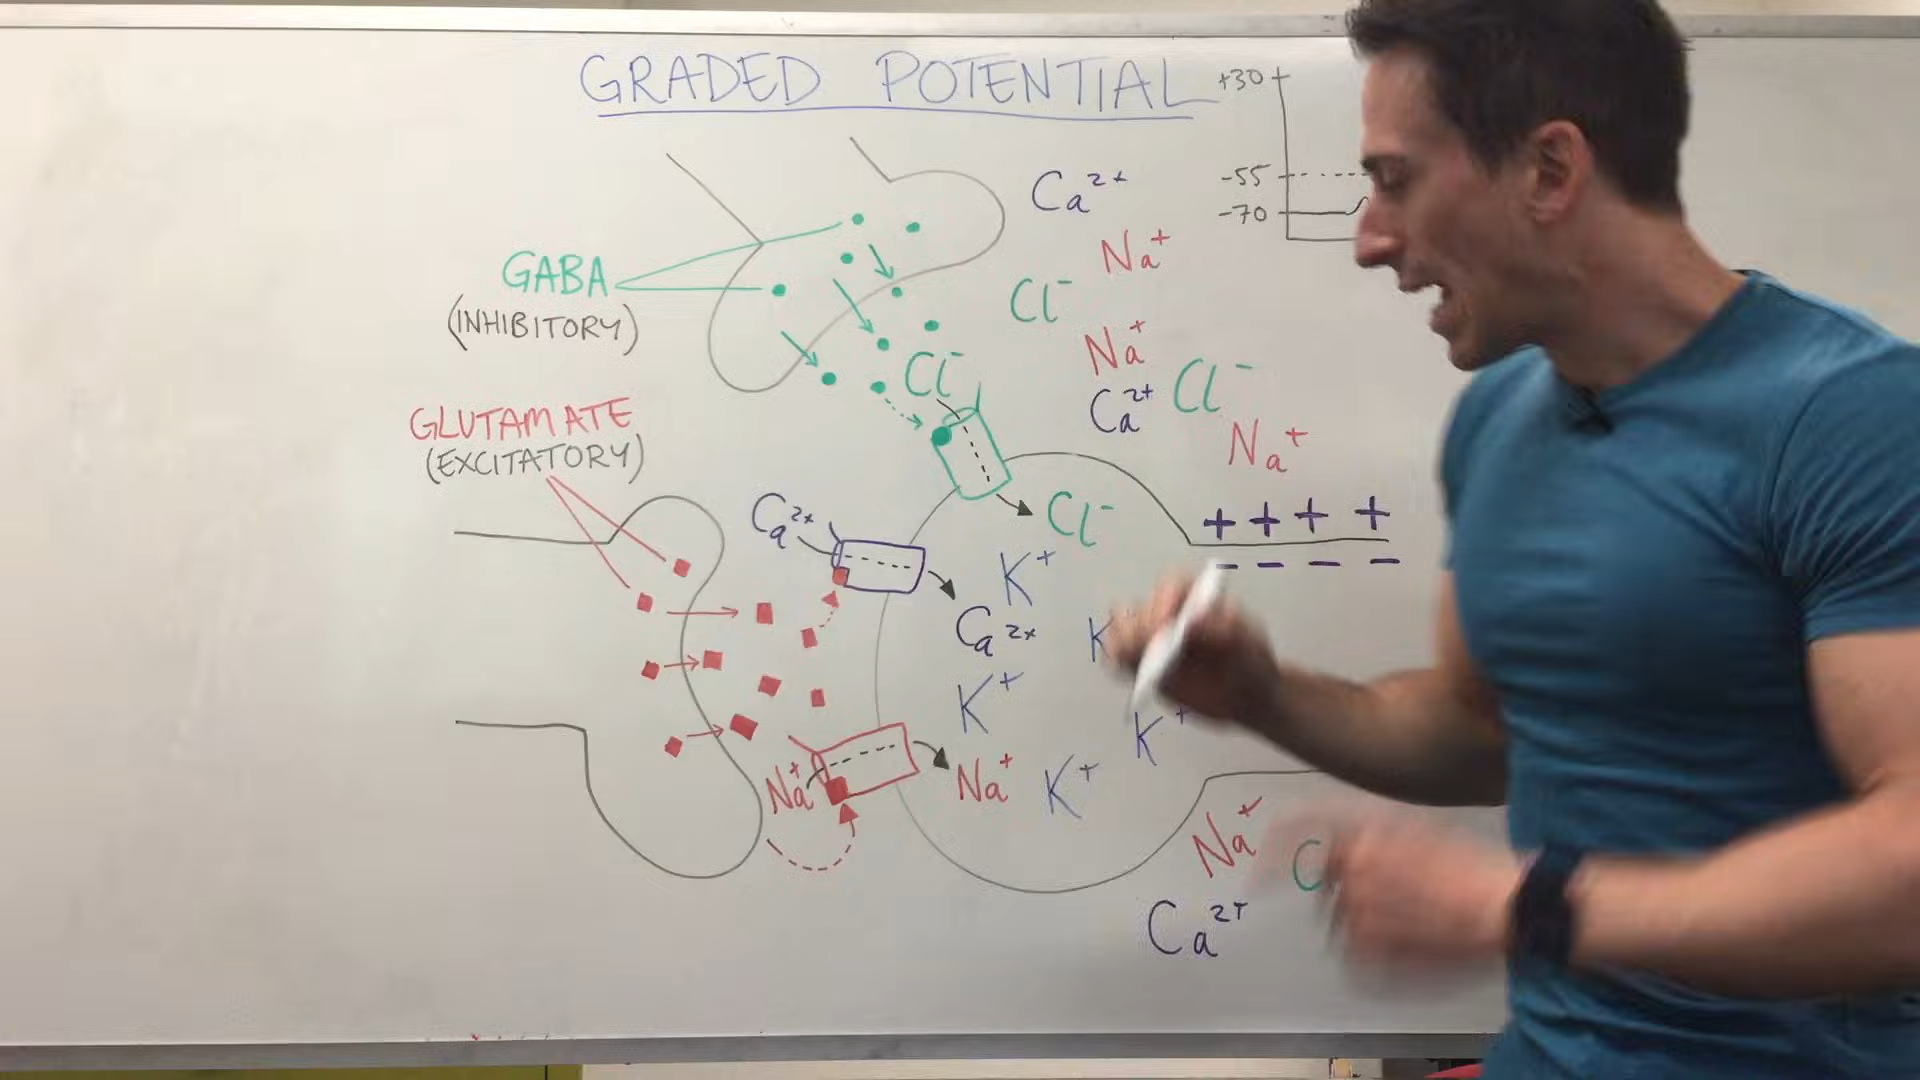 GRADED POTENTIAL
+30
-55
-70
Ca2+
Na+
GABA
(INHIBITORY)
Cl-
Na+
Cl-
Cl-
Ca2+
Na+
GLUTAMATE
(EXCITATORY)
+ + + +
- - - -
Ca2+
Cl-
K+
Ca2+
K
K+
K+
Na+
Na+
K+
Na+
Ca2+